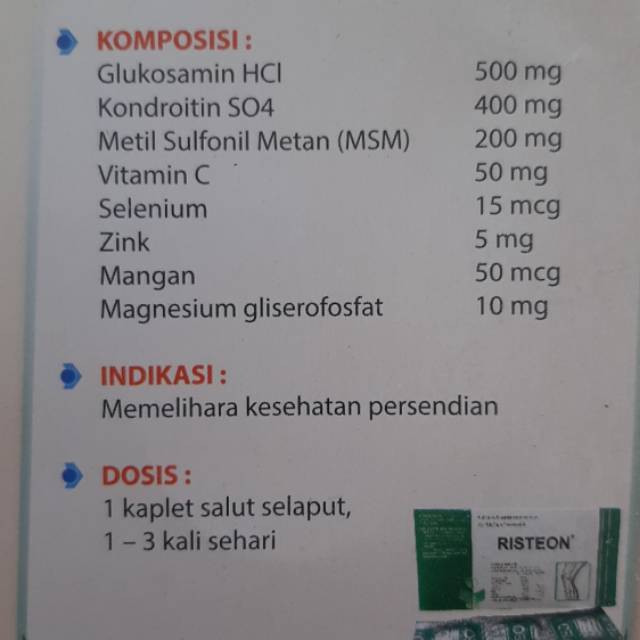 KOMPOSISI :
Glukosamin HCl 500 mg
Kondroitin SO4 400 mg
Metil Sulfonil Metan (MSM) 200 mg
Vitamin C 50 mg
Selenium 15 mcg
Zink 5 mg
Mangan 50 mcg
Magnesium gliserofosfat 10 mg
INDIKASI :
Memelihara kesehatan persendian
DOSIS :
1 kaplet salut selaput,
1 – 3 kali sehari
RISTEON